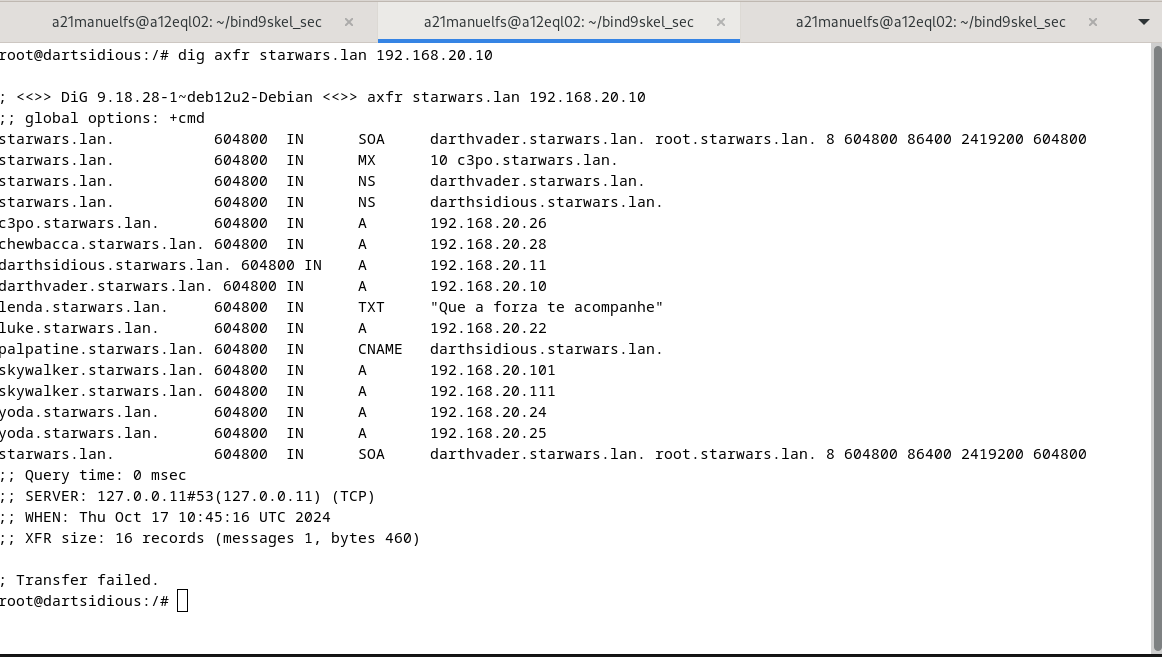 a21manuelfs@a12eql02: ~/bind9skel_sec × a21manuelfs@a12eql02: ~/bind9skel_sec × a21manuelfs@a12eql02: ~/bind9skel_sec ×
root@dartsidious:/# dig axfr starwars.lan 192.168.20.10
; <<>> DiG 9.18.28-1~deb12u2-Debian <<>> axfr starwars.lan 192.168.20.10
;; global options: +cmd
starwars.lan. 604800 IN SOA darthvader.starwars.lan. root.starwars.lan. 8 604800 86400 2419200 604800
starwars.lan. 604800 IN MX 10 c3po.starwars.lan.
starwars.lan. 604800 IN NS darthvader.starwars.lan.
starwars.lan. 604800 IN NS darthsidious.starwars.lan.
c3po.starwars.lan. 604800 IN A 192.168.20.26
chewbacca.starwars.lan. 604800 IN A 192.168.20.28
darthsidious.starwars.lan. 604800 IN A 192.168.20.11
darthvader.starwars.lan. 604800 IN A 192.168.20.10
lenda.starwars.lan. 604800 IN TXT "Que a forza te acompanhe"
luke.starwars.lan. 604800 IN A 192.168.20.22
palpatine.starwars.lan. 604800 IN CNAME darthsidious.starwars.lan.
skywalker.starwars.lan. 604800 IN A 192.168.20.101
skywalker.starwars.lan. 604800 IN A 192.168.20.111
yoda.starwars.lan. 604800 IN A 192.168.20.24
yoda.starwars.lan. 604800 IN A 192.168.20.25
starwars.lan. 604800 IN SOA darthvader.starwars.lan. root.starwars.lan. 8 604800 86400 2419200 604800
;; Query time: 0 msec
;; SERVER: 127.0.0.11#53(127.0.0.11) (TCP)
;; WHEN: Thu Oct 17 10:45:16 UTC 2024
;; XFR size: 16 records (messages 1, bytes 460)
; Transfer failed.
root@dartsidious:/#